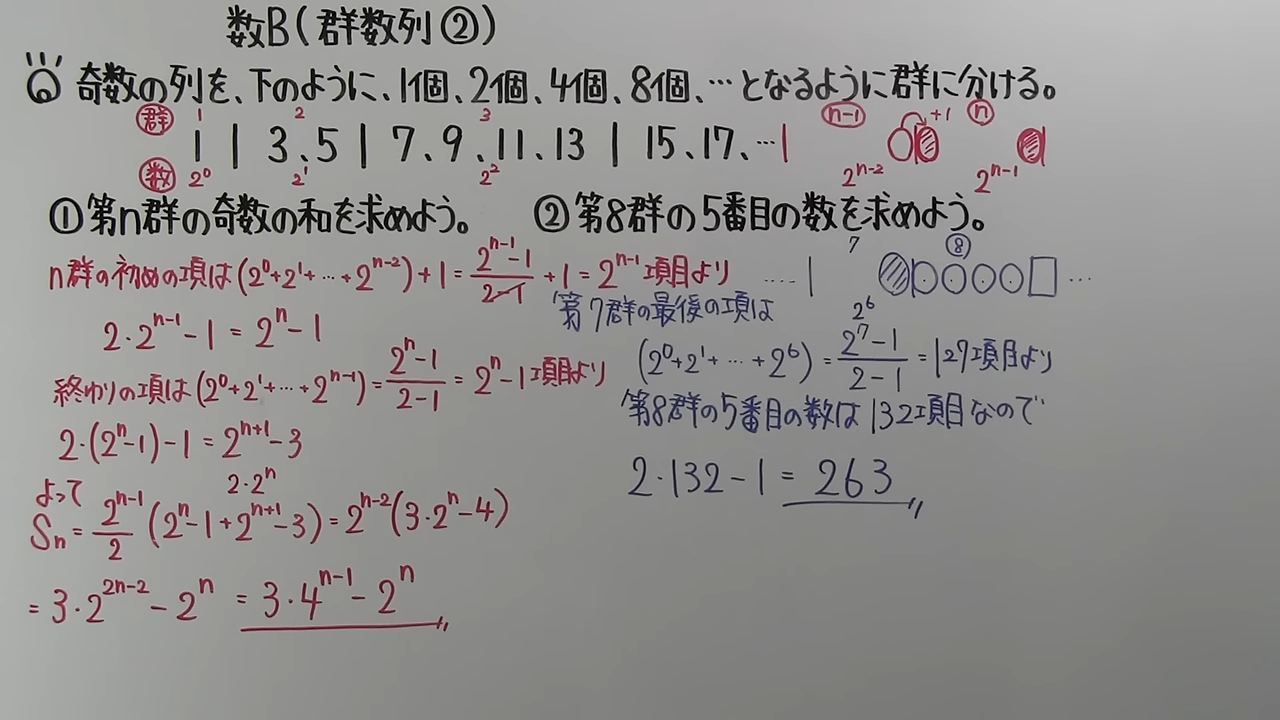 数B(群数列②)
Q 奇数の列を、下のように、1個、2個、4個、8個、…となるように群に分ける。
群 1 2 3 n-1 +1 n
1 | 3、5 | 7、9、11、13 | 15、17、…|
数 2⁰ 2¹ 2² 2ⁿ⁻² 2ⁿ⁻¹
①第n群の奇数の和を求めよう。
n群の初めの項は(2⁰+2¹+…+2ⁿ⁻²)+1=(2ⁿ⁻¹-1)/(2-1)+1=2ⁿ⁻¹項目より
2・2ⁿ⁻¹-1=2ⁿ-1
終わりの項は(2⁰+2¹+…+2ⁿ⁻¹)=(2ⁿ-1)/(2-1)=2ⁿ-1項目より
2・(2ⁿ-1)-1=2ⁿ⁺¹-3
よって
2・2ⁿ
Sₙ=2ⁿ⁻¹/2(2ⁿ-1+2ⁿ⁺¹-3)=2ⁿ⁻²(3・2ⁿ-4)
=3・2²ⁿ⁻²-2ⁿ=3・4ⁿ⁻¹-2ⁿ
②第8群の5番目の数を求めよう。
7 ⑧
…. | …
2⁶
第7群の最後の項は
(2⁰+2¹+…+2⁶)=(2⁷-1)/(2-1)=127項目より
第8群の5番目の数は132項目なので
2・132-1=263